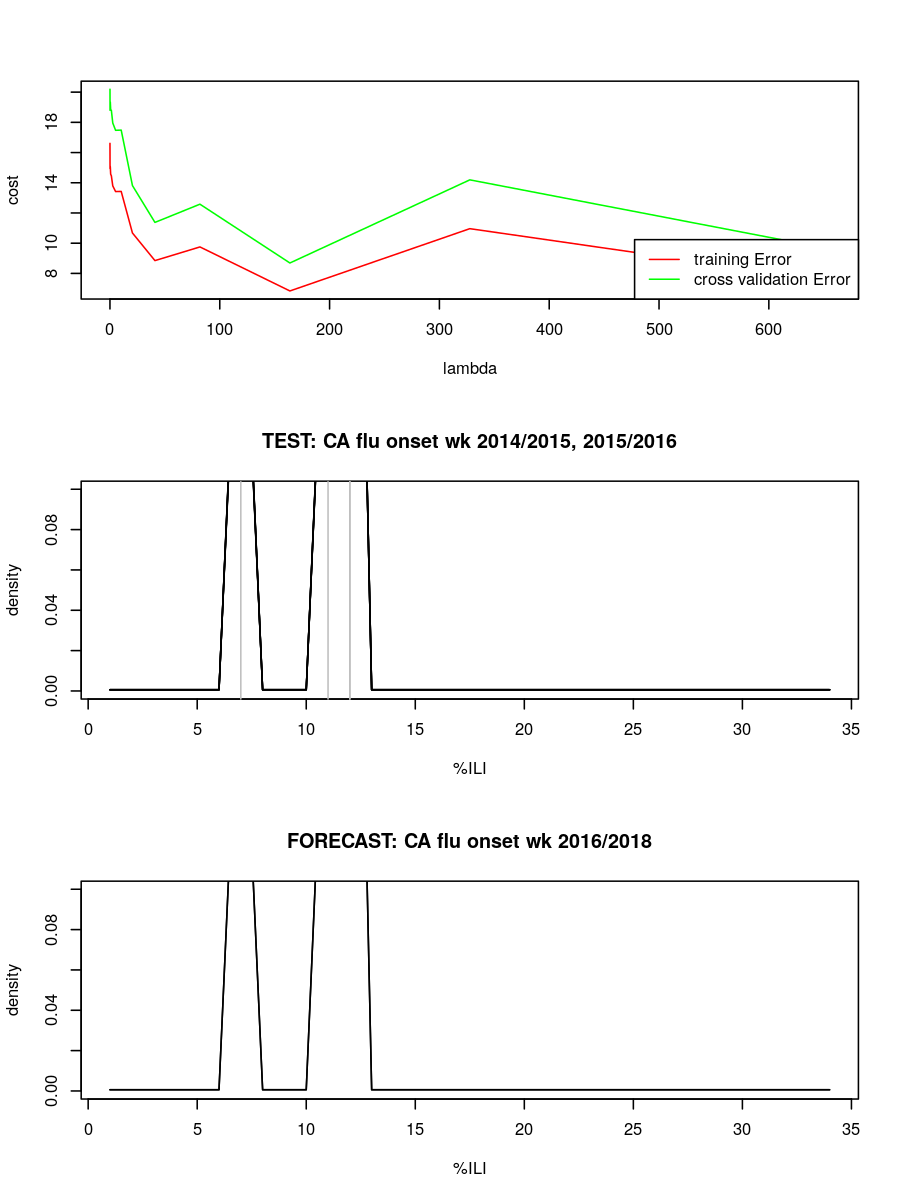 18
14
10
8
cost
training Error
cross validation Error
0 100 200 300 400 500 600
lambda
TEST: CA flu onset wk 2014/2015, 2015/2016
0.08
0.04
0.00
density
0 5 10 15 20 25 30 35
%ILI
FORECAST: CA flu onset wk 2016/2018
0.08
0.04
0.00
density
0 5 10 15 20 25 30 35
%ILI